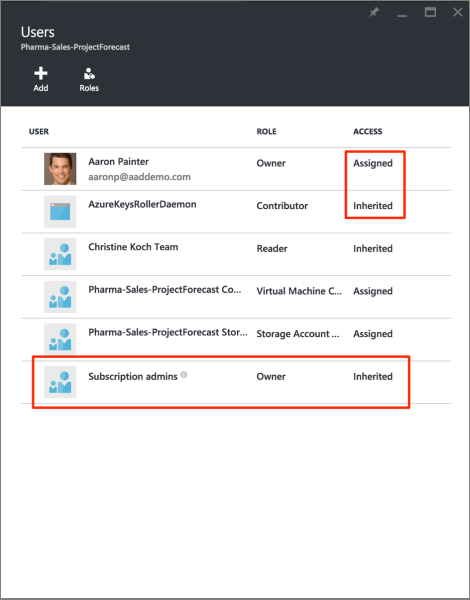 Users
Pharma-Sales-ProjectForecast
Add Roles
USER ROLE ACCESS
Aaron Painter Owner Assigned
aaronp@aaddemo.com
AzureKeysRollerDaemon Contributor Inherited
Christine Koch Team Reader Inherited
Pharma-Sales-ProjectForecast Co... Virtual Machine C... Assigned
Pharma-Sales-ProjectForecast Stor... Storage Account ... Assigned
Subscription admins Owner Inherited